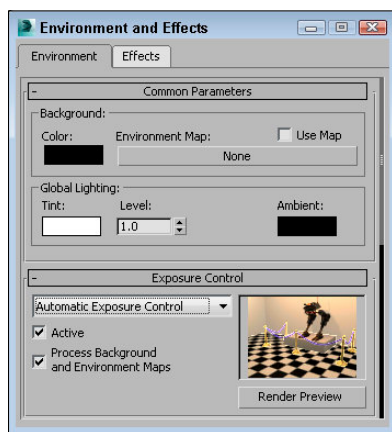 Environment and Effects
Environment
Effects
- Common Parameters
Background:
Color: Environment Map: Use Map
None
Global Lighting:
Tint: Level: Ambient:
1.0
- Exposure Control
Automatic Exposure Control
Active
Process Background
and Environment Maps
Render Preview